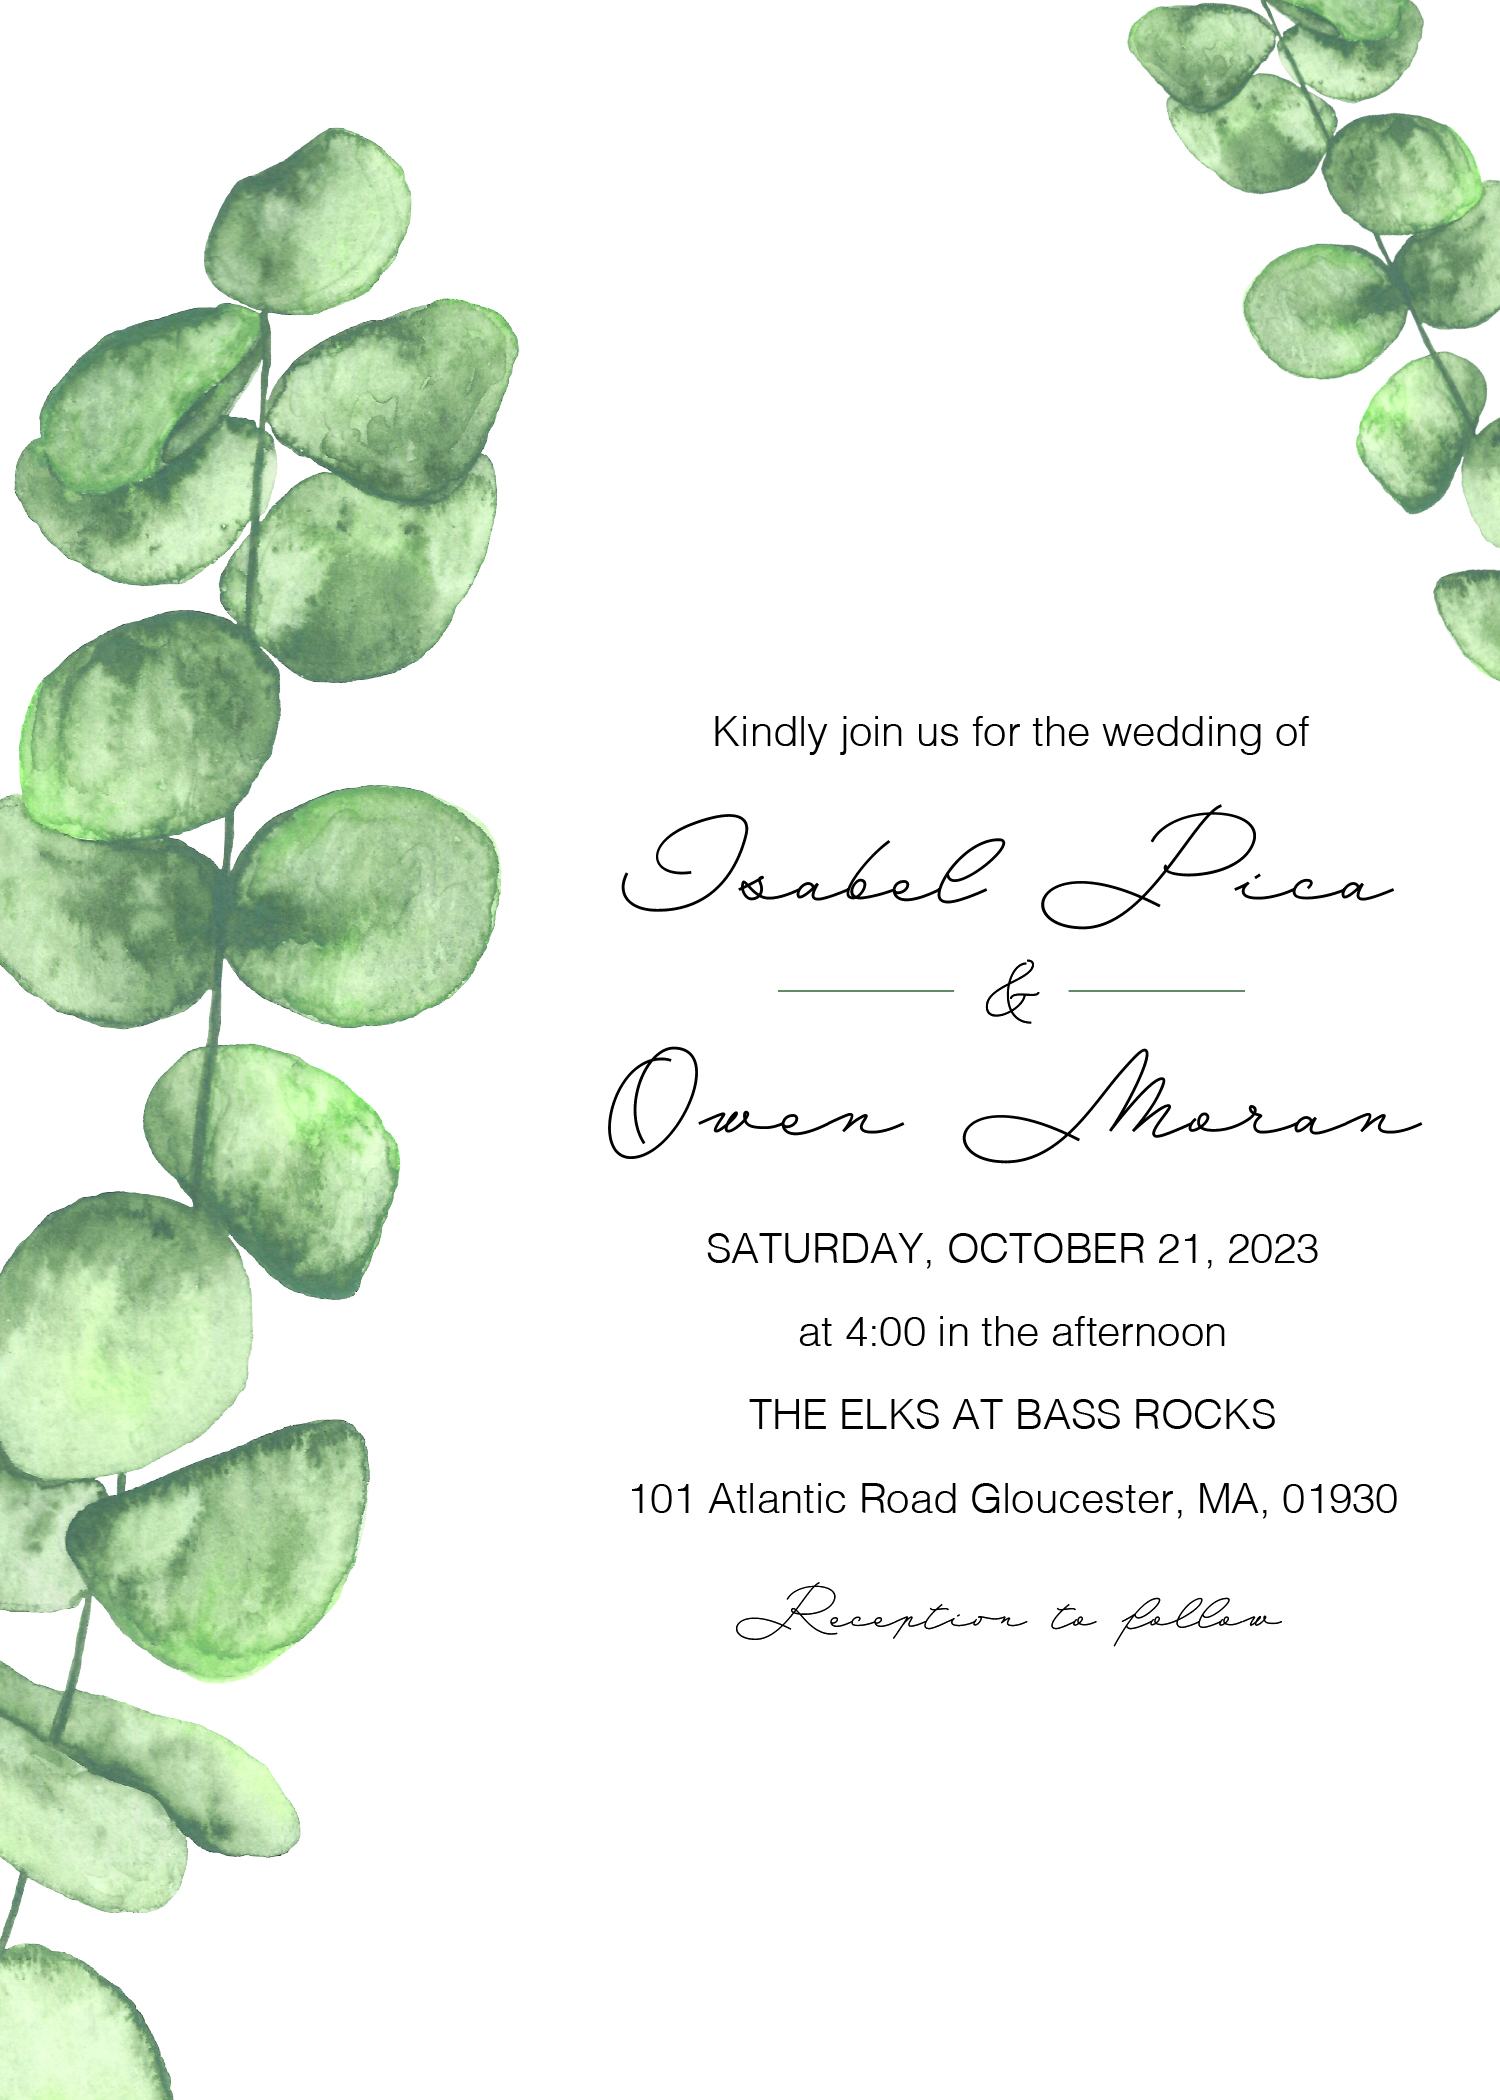 Kindly join us for the wedding of
Isabel Pica
&
Owen Moran
SATURDAY, OCTOBER 21, 2023
at 4:00 in the afternoon
THE ELKS AT BASS ROCKS
101 Atlantic Road Gloucester, MA, 01930
Reception to follow